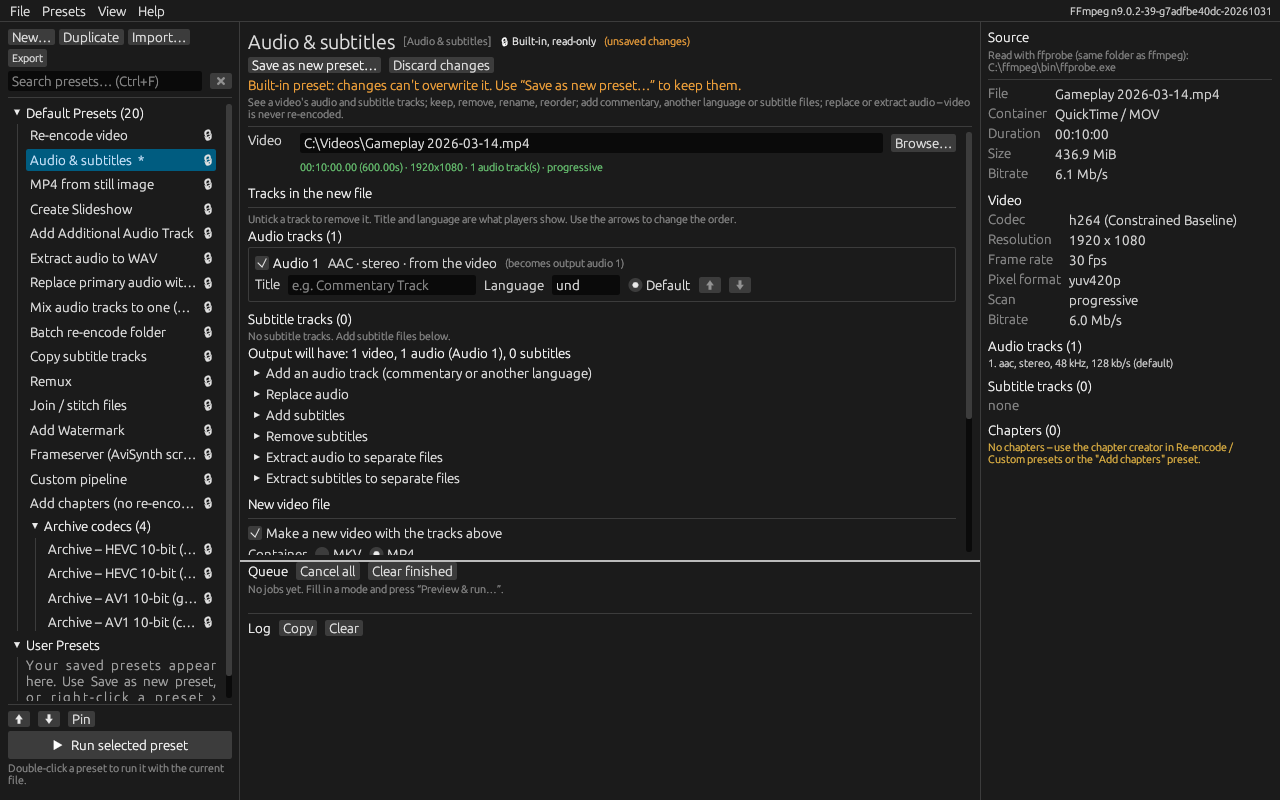 File Presets View Help
FFmpeg n9.0.2-39-g7adfbe40dc-20261031
New… Duplicate Import…
Export
Search presets… (Ctrl+F)
Default Presets (20)
Re-encode video
Audio & subtitles *
MP4 from still image
Create Slideshow
Add Additional Audio Track
Extract audio to WAV
Replace primary audio wit…
Mix audio tracks to one (…
Batch re-encode folder
Copy subtitle tracks
Remux
Join / stitch files
Add Watermark
Frameserver (AviSynth scr…
Custom pipeline
Add chapters (no re-enco…
Archive codecs (4)
Archive – HEVC 10-bit (…
Archive – HEVC 10-bit (…
Archive – AV1 10-bit (g…
Archive – AV1 10-bit (c…
User Presets
Your saved presets appear
here. Use Save as new preset,
or right-click a preset ›
Pin
Run selected preset
Double-click a preset to run it with the current
file.
Audio & subtitles [Audio & subtitles] Built-in, read-only (unsaved changes)
Save as new preset… Discard changes
Built-in preset: changes can't overwrite it. Use “Save as new preset…” to keep them.
See a video's audio and subtitle tracks; keep, remove, rename, reorder; add commentary, another language or subtitle files; replace or extract audio – video
is never re-encoded.
Video C:\Videos\Gameplay 2026-03-14.mp4 Browse…
00:10:00.00 (600.00s) · 1920x1080 · 1 audio track(s) · progressive
Tracks in the new file
Untick a track to remove it. Title and language are what players show. Use the arrows to change the order.
Audio tracks (1)
Audio 1 AAC · stereo · from the video (becomes output audio 1)
Title e.g. Commentary Track Language und Default
Subtitle tracks (0)
No subtitle tracks. Add subtitle files below.
Output will have: 1 video, 1 audio (Audio 1), 0 subtitles
Add an audio track (commentary or another language)
Replace audio
Add subtitles
Remove subtitles
Extract audio to separate files
Extract subtitles to separate files
New video file
Make a new video with the tracks above
Container MKV MP4
Queue Cancel all Clear finished
No jobs yet. Fill in a mode and press “Preview & run…”.
Log Copy Clear
Source
Read with ffprobe (same folder as ffmpeg):
C:\ffmpeg\bin\ffprobe.exe
File Gameplay 2026-03-14.mp4
Container QuickTime / MOV
Duration 00:10:00
Size 436.9 MiB
Bitrate 6.1 Mb/s
Video
Codec h264 (Constrained Baseline)
Resolution 1920 x 1080
Frame rate 30 fps
Pixel format yuv420p
Scan progressive
Bitrate 6.0 Mb/s
Audio tracks (1)
1. aac, stereo, 48 kHz, 128 kb/s (default)
Subtitle tracks (0)
none
Chapters (0)
No chapters – use the chapter creator in Re-encode /
Custom presets or the "Add chapters" preset.